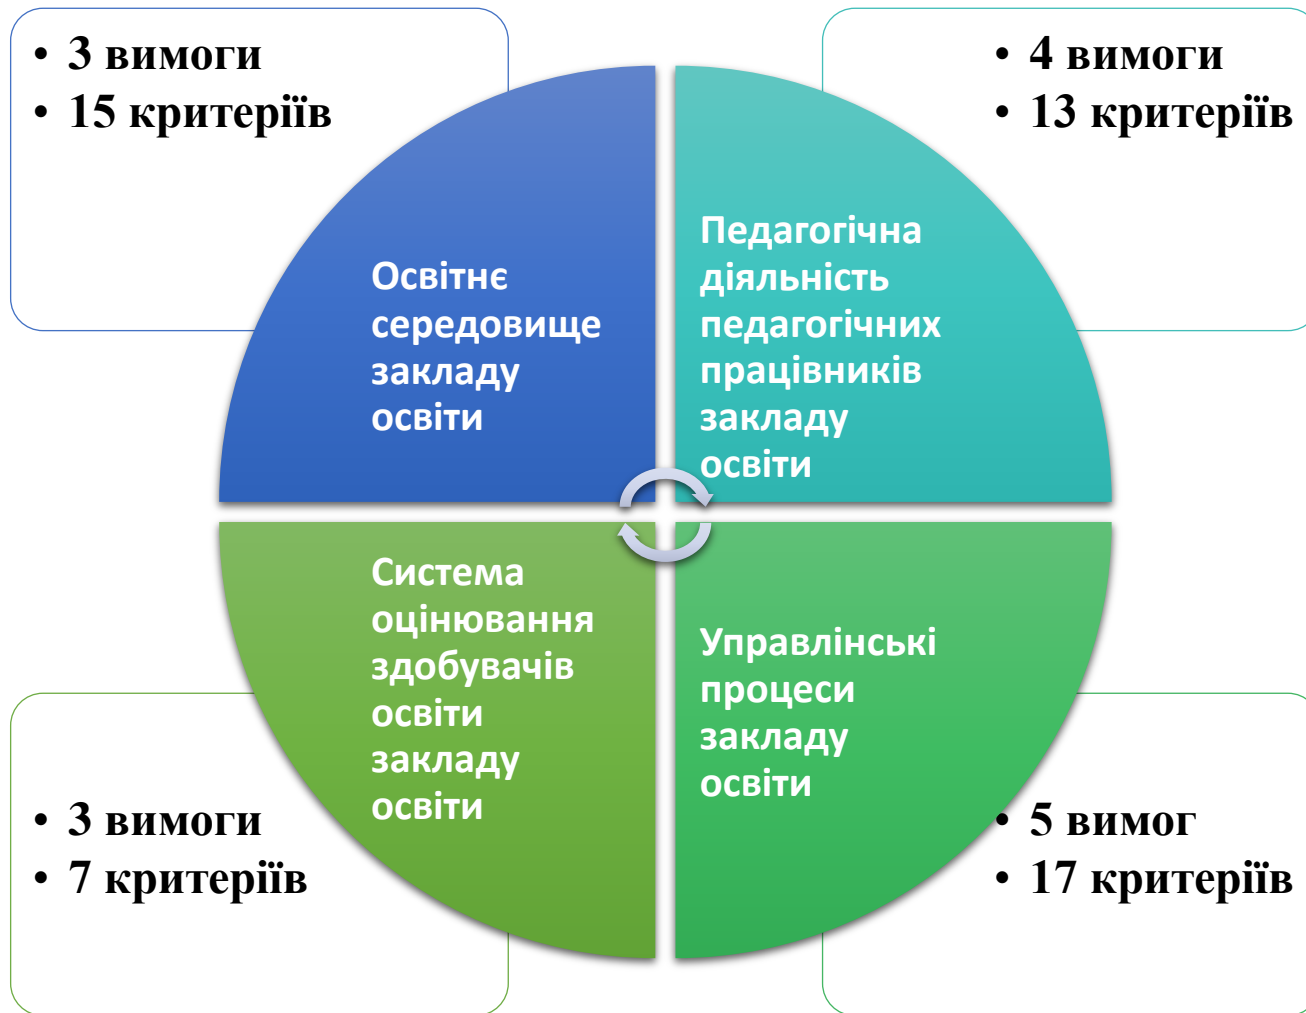 • 3 вимоги
• 15 критеріїв
• 4 вимоги
• 13 критеріїв
Освітнє
середовище
закладу
освіти
Педагогічна
діяльність
педагогічних
працівників
закладу
освіти
Система
оцінювання
здобувачів
освіти
закладу
освіти
Управлінські
процеси
закладу
освіти
• 3 вимоги
• 7 критеріїв
• 5 вимог
• 17 критеріїв